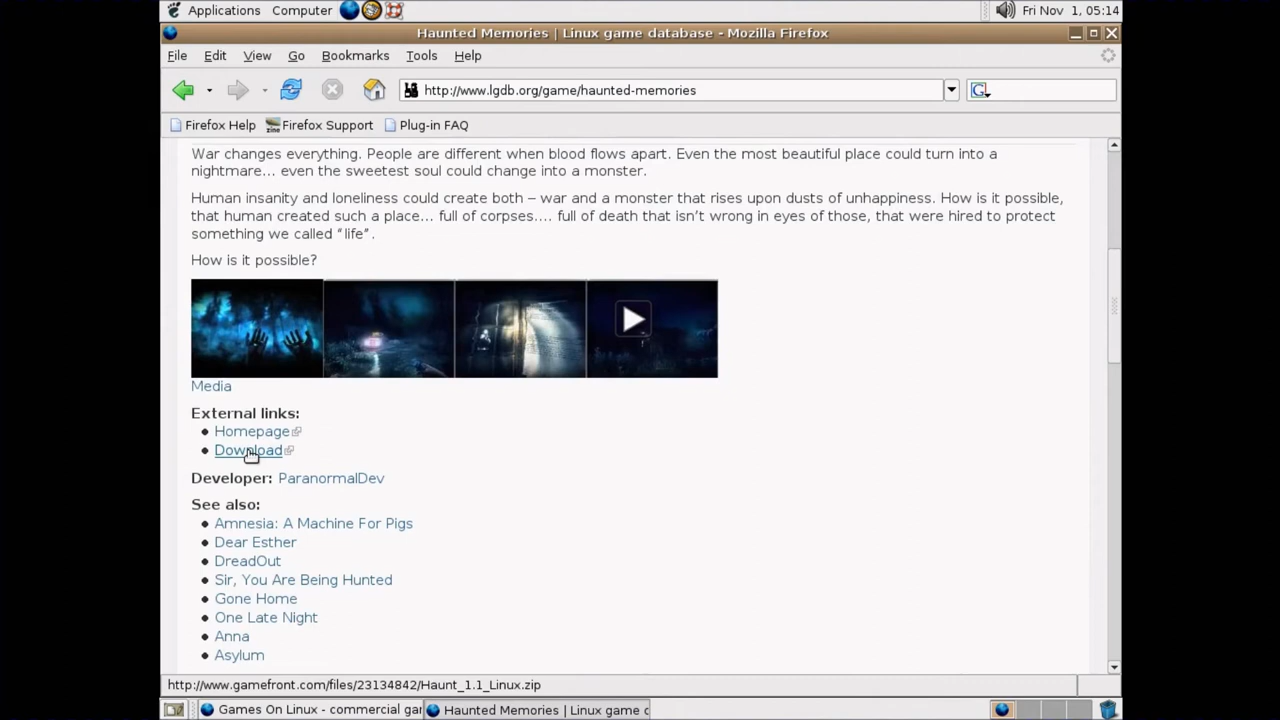 Applications Computer Fri Nov 1, 05:14
Haunted Memories | Linux game database - Mozilla Firefox
File Edit View Go Bookmarks Tools Help
http://www.lgdb.org/game/haunted-memories G
Firefox Help Firefox Support Plug-in FAQ
War changes everything. People are different when blood flows apart. Even the most beautiful place could turn into a
nightmare… even the sweetest soul could change into a monster.
Human insanity and loneliness could create both – war and a monster that rises upon dusts of unhappiness. How is it possible,
that human created such a place… full of corpses…. full of death that isn’t wrong in eyes of those, that were hired to protect
something we called “life”.
How is it possible?
Media
External links:
Homepage
Download
Developer: ParanormalDev
See also:
Amnesia: A Machine For Pigs
Dear Esther
DreadOut
Sir, You Are Being Hunted
Gone Home
One Late Night
Anna
Asylum
http://www.gamefront.com/files/23134842/Haunt_1.1_Linux.zip
Games On Linux - commercial gar Haunted Memories | Linux game c